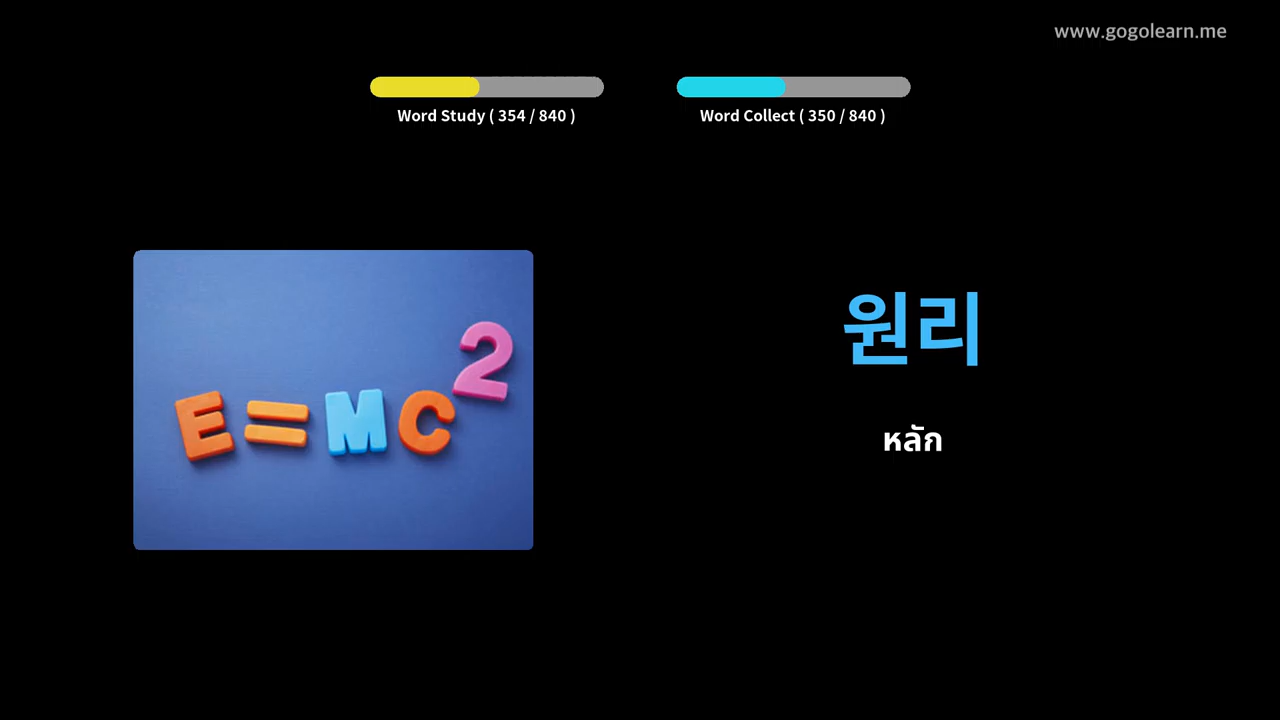 www.gogolearn.me
Word Study ( 354 / 840 )
Word Collect ( 350 / 840 )
E=MC²
원리
หลัก